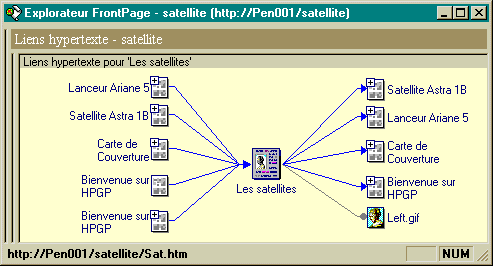 Explorateur FrontPage - satellite (http://Pen001/satellite)
Liens hypertexte - satellite
Liens hypertexte pour 'Les satellites'
Lanceur Ariane 5
Satellite Astra 1B
Carte de
Couverture
Bienvenue sur
HPGP
Bienvenue sur
HPGP
Les satellites
Satellite Astra 1B
Lanceur Ariane 5
Carte de
Couverture
Bienvenue sur
HPGP
Left.gif
http://Pen001/satellite/Sat.htm
NUM